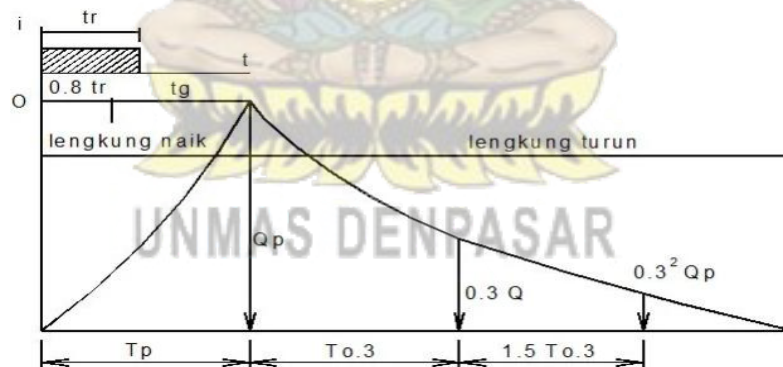 i tr
t
0.8 tr tg
O
lengkung naik lengkung turun
UNMAS DENPASAR
Qp
0.3² Qp
0.3 Q
Tp To.3 1.5 To.3